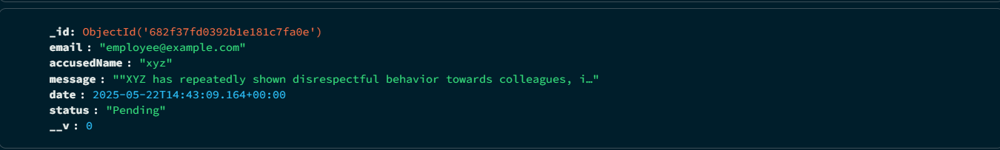 _id: ObjectId('682f37fd0392b1e181c7fa0e')
email : "employee@example.com"
accusedName : "xyz"
message : ""XYZ has repeatedly shown disrespectful behavior towards colleagues, i…"
date : 2025-05-22T14:43:09.164+00:00
status : "Pending"
__v : 0